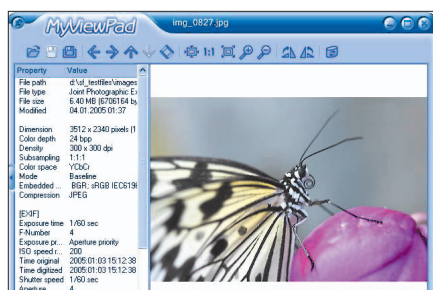 MyViewPad
img_0827.jpg
1:1
Property Value
File path d:\sf_testfiles\images
File type Joint Photographic Ex
File size 6.40 MB (6706164 by
Modified 04.01.2005 01:37
Dimension 3512 x 2340 pixels (1
Color depth 24 bpp
Density 300 x 300 dpi
Subsampling 1:1:1
Color space YCbCr
Mode Baseline
Embedded ... BGR; sRGB IEC6196
Compression JPEG
[EXIF]
Exposure time 1/60 sec
F-Number 4
Exposure pr... Aperture priority
ISO speed r... 200
Time original 2005:01:03 15:12:38
Time digitized 2005:01:03 15:12:38
Shutter speed 1/60 sec
Aperture 4